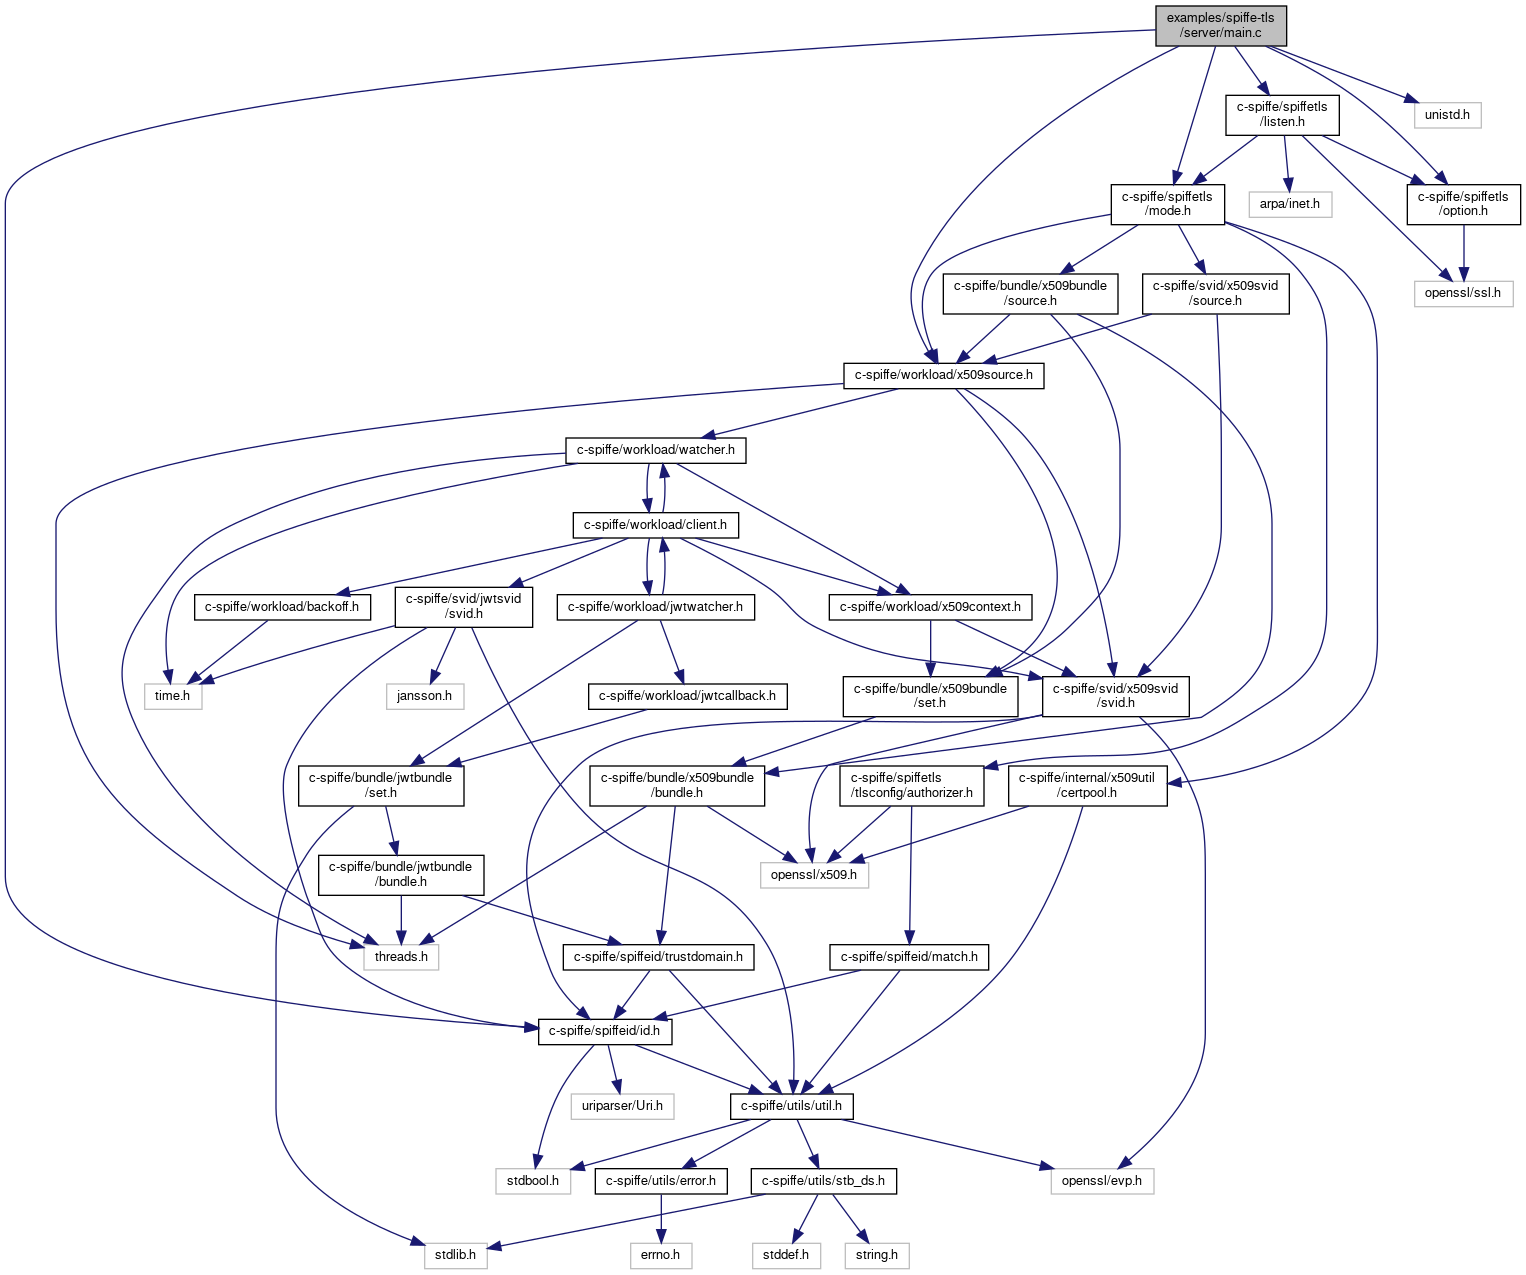 examples/spiffe-tls
/server/main.c
c-spiffe/spiffetls
/listen.h
unistd.h
c-spiffe/spiffetls
/mode.h
arpa/inet.h
c-spiffe/spiffetls
/option.h
c-spiffe/bundle/x509bundle
/source.h
c-spiffe/svid/x509svid
/source.h
openssl/ssl.h
c-spiffe/workload/x509source.h
c-spiffe/workload/watcher.h
c-spiffe/workload/client.h
c-spiffe/workload/backoff.h
c-spiffe/svid/jwtsvid
/svid.h
c-spiffe/workload/jwtwatcher.h
c-spiffe/workload/x509context.h
time.h
jansson.h
c-spiffe/workload/jwtcallback.h
c-spiffe/bundle/x509bundle
/set.h
c-spiffe/svid/x509svid
/svid.h
c-spiffe/bundle/jwtbundle
/set.h
c-spiffe/bundle/x509bundle
/bundle.h
c-spiffe/spiffetls
/tlsconfig/authorizer.h
c-spiffe/internal/x509util
/certpool.h
c-spiffe/bundle/jwtbundle
/bundle.h
openssl/x509.h
threads.h
c-spiffe/spiffeid/trustdomain.h
c-spiffe/spiffeid/match.h
c-spiffe/spiffeid/id.h
uriparser/Uri.h
c-spiffe/utils/util.h
stdbool.h
c-spiffe/utils/error.h
c-spiffe/utils/stb_ds.h
openssl/evp.h
stdlib.h
errno.h
stddef.h
string.h